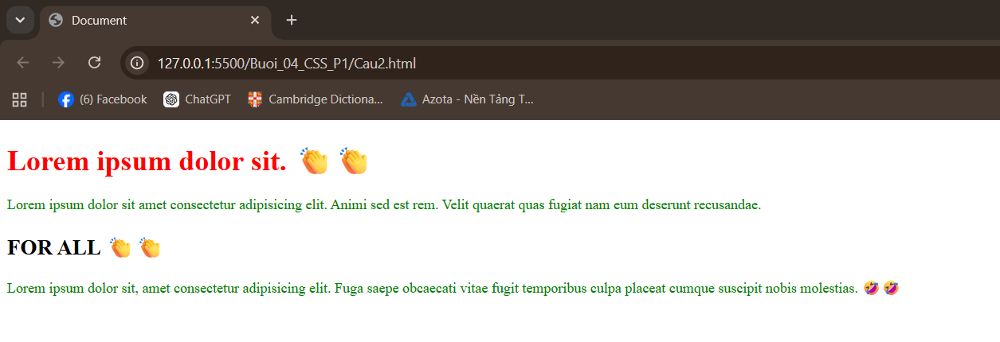 Document
127.0.0.1:5500/Buoi_04_CSS_P1/Cau2.html
(6) Facebook ChatGPT Cambridge Dictiona... Azota - Nền Tảng T...
Lorem ipsum dolor sit. 👏 👏
Lorem ipsum dolor sit amet consectetur adipisicing elit. Animi sed est rem. Velit quaerat quas fugiat nam eum deserunt recusandae.
FOR ALL 👏 👏
Lorem ipsum dolor sit, amet consectetur adipisicing elit. Fuga saepe obcaecati vitae fugit temporibus culpa placeat cumque suscipit nobis molestias. 🤣 🤣